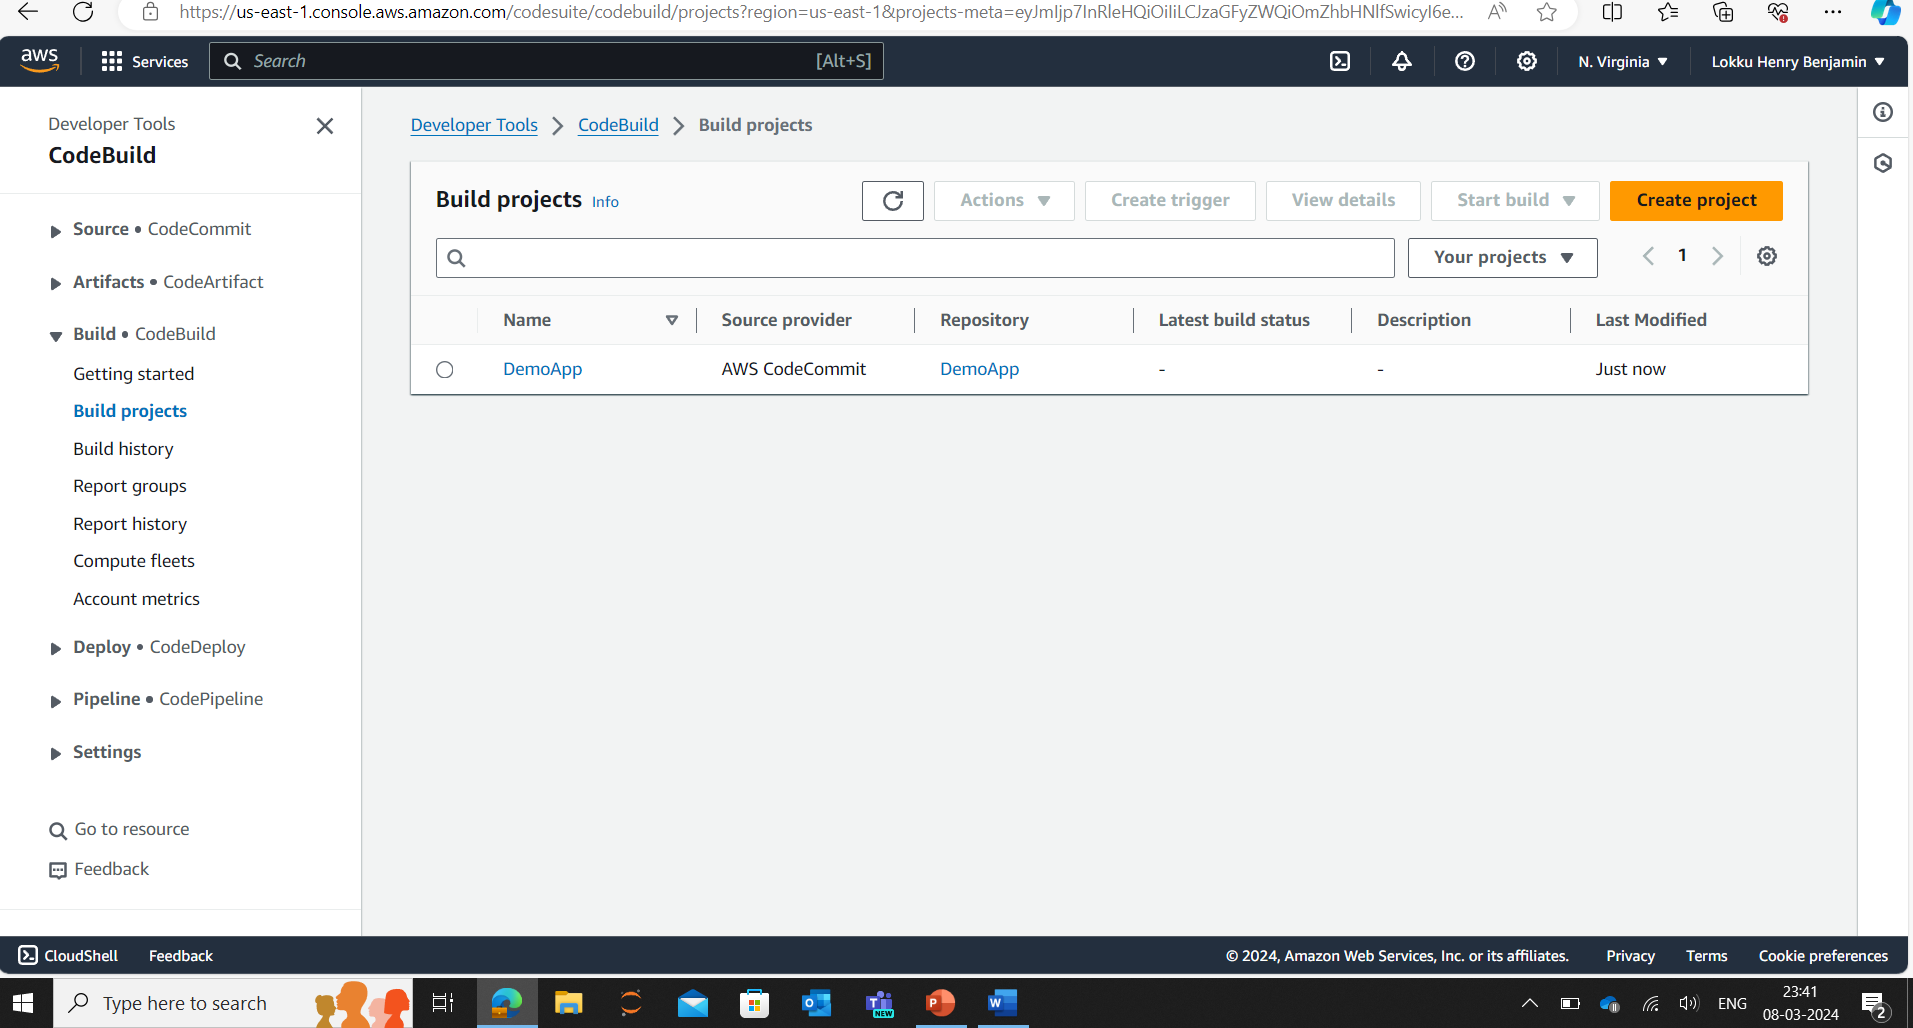 https://us-east-1.console.aws.amazon.com/codesuite/codebuild/projects?region=us-east-1&projects-meta=eyJmIjp7InRleHQiOiIiLCJzaGFyZWQiOmZhbHNlfSwicyI6e...
aws Services Search [Alt+S] N. Virginia Lokku Henry Benjamin
Developer Tools
CodeBuild
Source • CodeCommit
Artifacts • CodeArtifact
Build • CodeBuild
Getting started
Build projects
Build history
Report groups
Report history
Compute fleets
Account metrics
Deploy • CodeDeploy
Pipeline • CodePipeline
Settings
Go to resource
Feedback
Developer Tools CodeBuild Build projects
Build projects Info Actions Create trigger View details Start build Create project
Your projects 1
Name Source provider Repository Latest build status Description Last Modified
DemoApp AWS CodeCommit DemoApp - - Just now
CloudShell Feedback © 2024, Amazon Web Services, Inc. or its affiliates. Privacy Terms Cookie preferences
Type here to search NEW ENG 23:41
08-03-2024 2